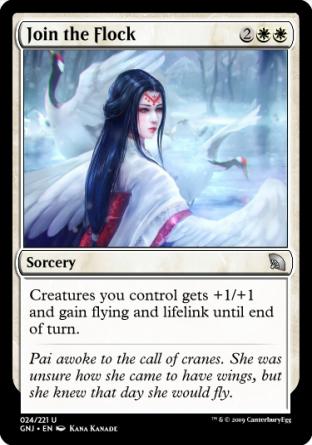 Join the Flock 2
Sorcery
Creatures you control gets +1/+1
and gain flying and lifelink until end
of turn.
Pai awoke to the call of cranes. She was
unsure how she came to have wings, but
she knew that day she would fly.
024/221 U
GNJ • EN Kana Kanade
™ & © 2019 CanterburyEgg